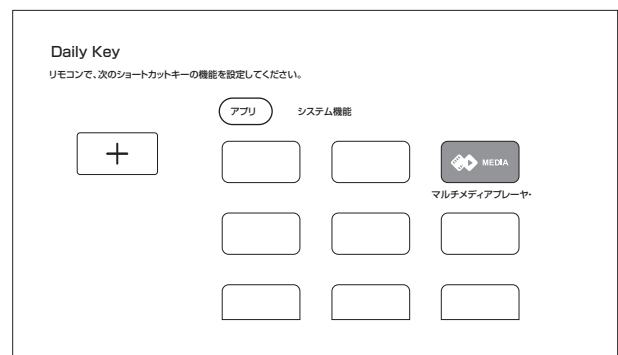 Daily Key
リモコンで、次のショートカットキーの機能を設定してください。
アプリ システム機能
MEDIA
マルチメディアプレーヤ・